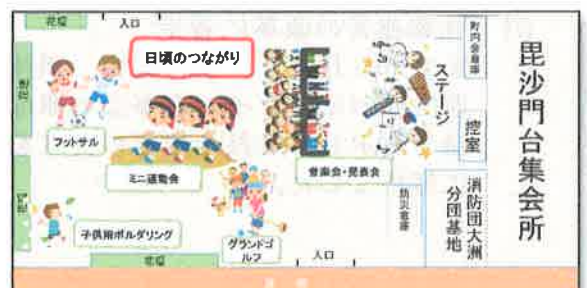 花壇
入口
日頃のつながり
フットサル
ミニ運動会
子供用ボルダリング
花壇
グランドゴ
ルフ
入口
音楽会・発表会
ステージ
町内会倉庫
控室
防災倉庫
消防団大洲
分団基地
毘沙門台集会所